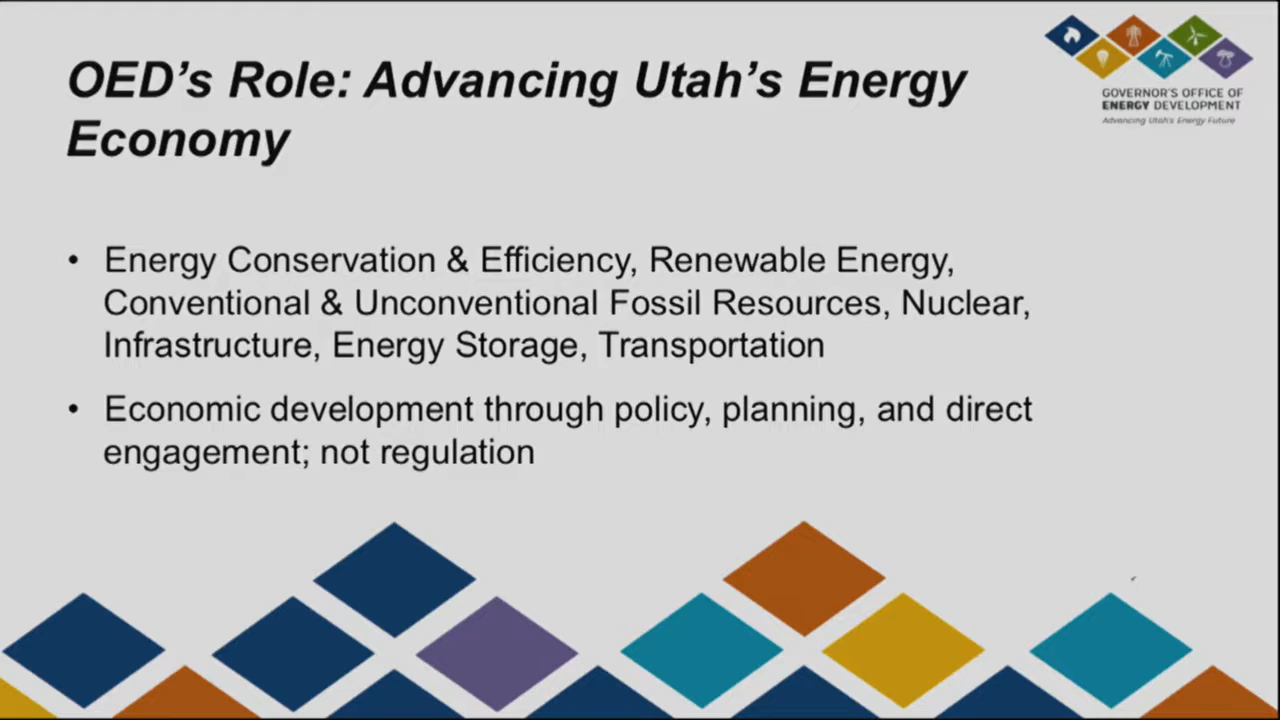 OED’s Role: Advancing Utah’s Energy
Economy
GOVERNOR'S OFFICE OF
ENERGY DEVELOPMENT
Advancing Utah's Energy Future
• Energy Conservation & Efficiency, Renewable Energy,
Conventional & Unconventional Fossil Resources, Nuclear,
Infrastructure, Energy Storage, Transportation
• Economic development through policy, planning, and direct
engagement; not regulation